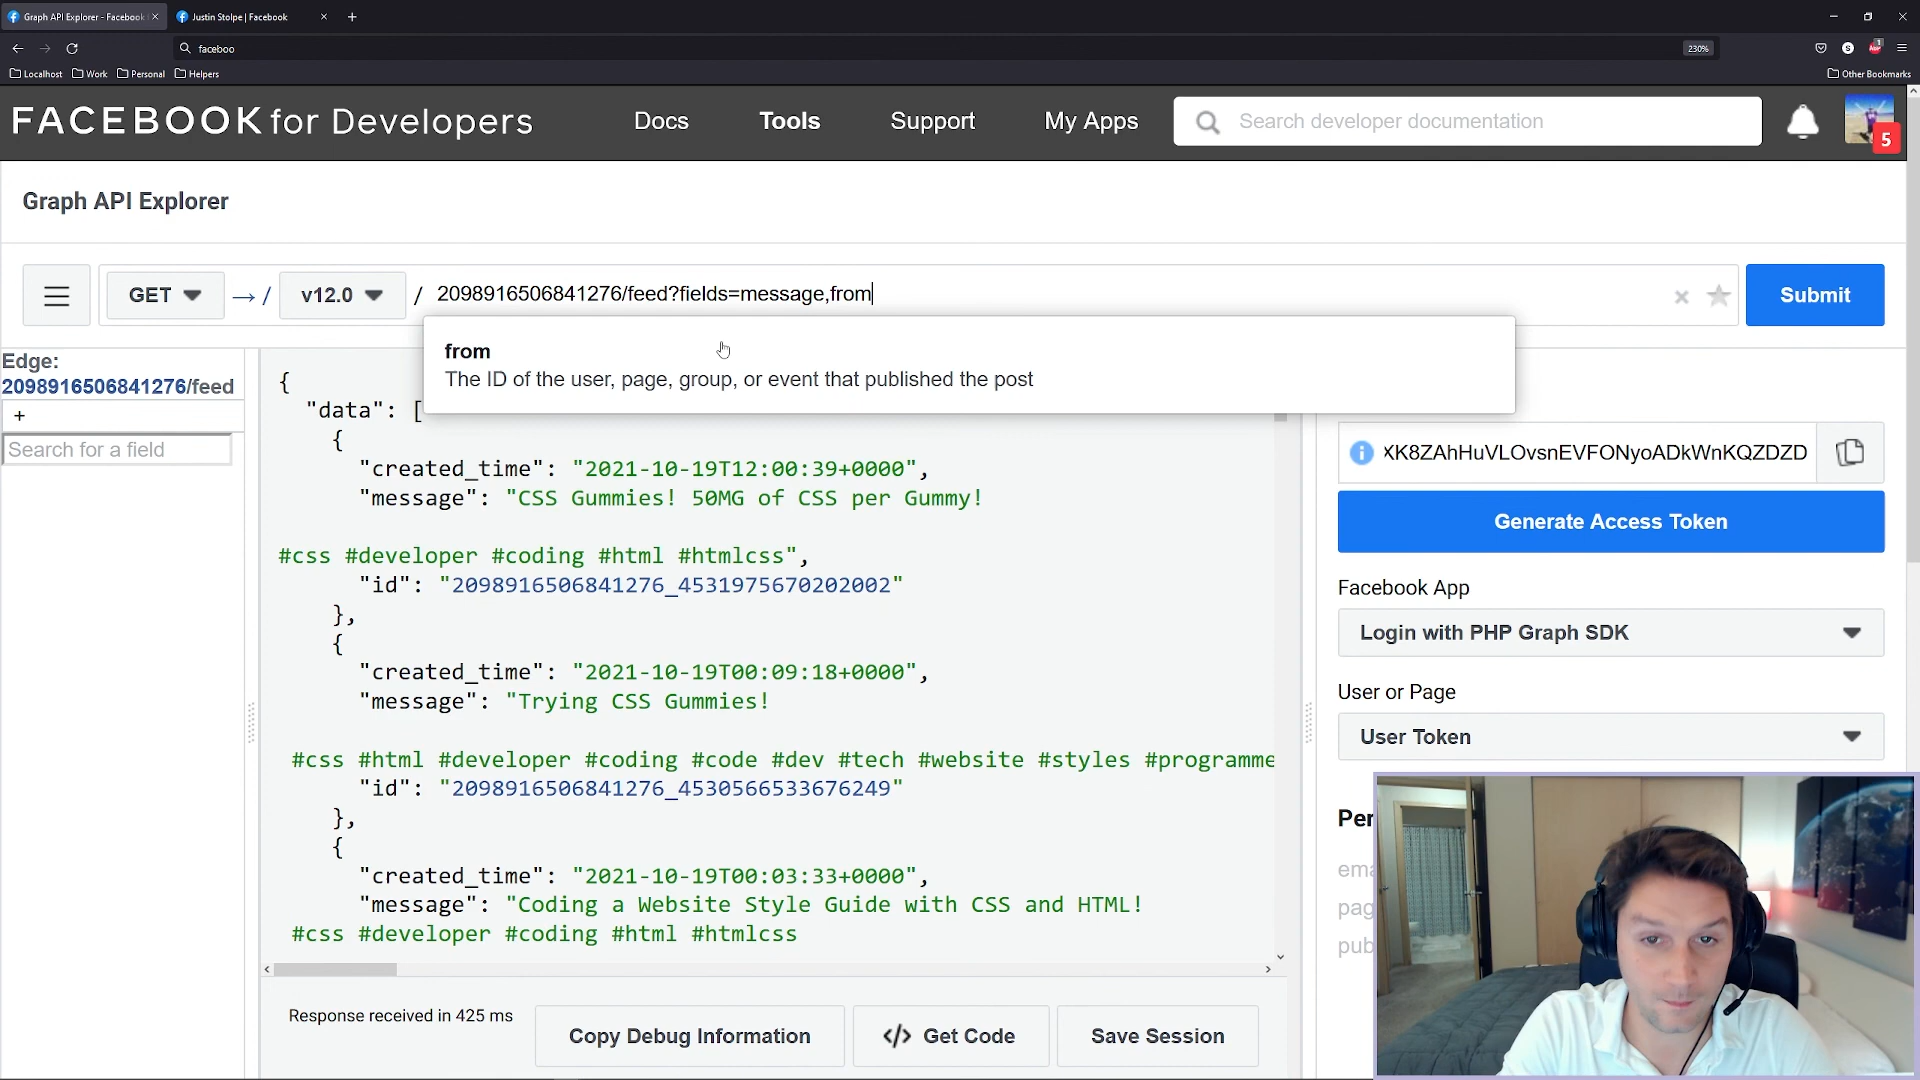 Graph API Explorer - Facebook
Justin Stolpe | Facebook
faceboo
230%
Localhost
Work
Personal
Helpers
Other Bookmarks
FACEBOOK for Developers
Docs
Tools
Support
My Apps
Search developer documentation
5
Graph API Explorer
GET
→ /
v12.0
/
2098916506841276/feed?fields=message,from
Submit
from
The ID of the user, page, group, or event that published the post
Edge:
2098916506841276/feed
+
Search for a field
{
"data": [
{
"created_time": "2021-10-19T12:00:39+0000",
"message": "CSS Gummies! 50MG of CSS per Gummy!
#css #developer #coding #html #htmlcss",
"id": "2098916506841276_4531975670202002"
},
{
"created_time": "2021-10-19T00:09:18+0000",
"message": "Trying CSS Gummies!
#css #html #developer #coding #code #dev #tech #website #styles #programme
"id": "2098916506841276_4530566533676249"
},
{
"created_time": "2021-10-19T00:03:33+0000",
"message": "Coding a Website Style Guide with CSS and HTML!
#css #developer #coding #html #htmlcss
Response received in 425 ms
Copy Debug Information
</> Get Code
Save Session
XK8ZAhHuVLOvsnEVFONyoADkWnKQZDZD
Generate Access Token
Facebook App
Login with PHP Graph SDK
User or Page
User Token
Per
ema
pag
pub